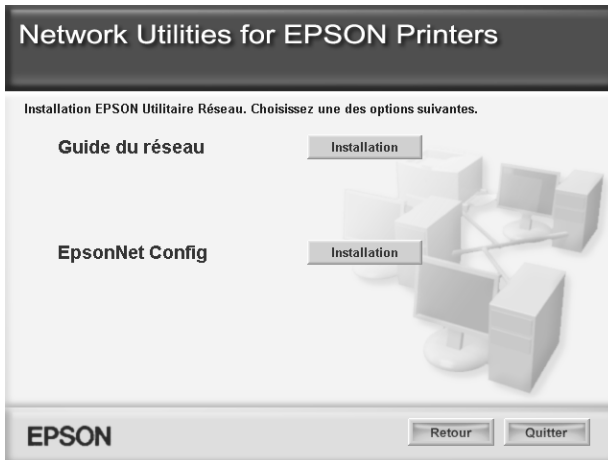 Network Utilities for EPSON Printers
Installation EPSON Utilitaire Réseau. Choisissez une des options suivantes.
Guide du réseau
Installation
EpsonNet Config
Installation
EPSON
Retour
Quitter